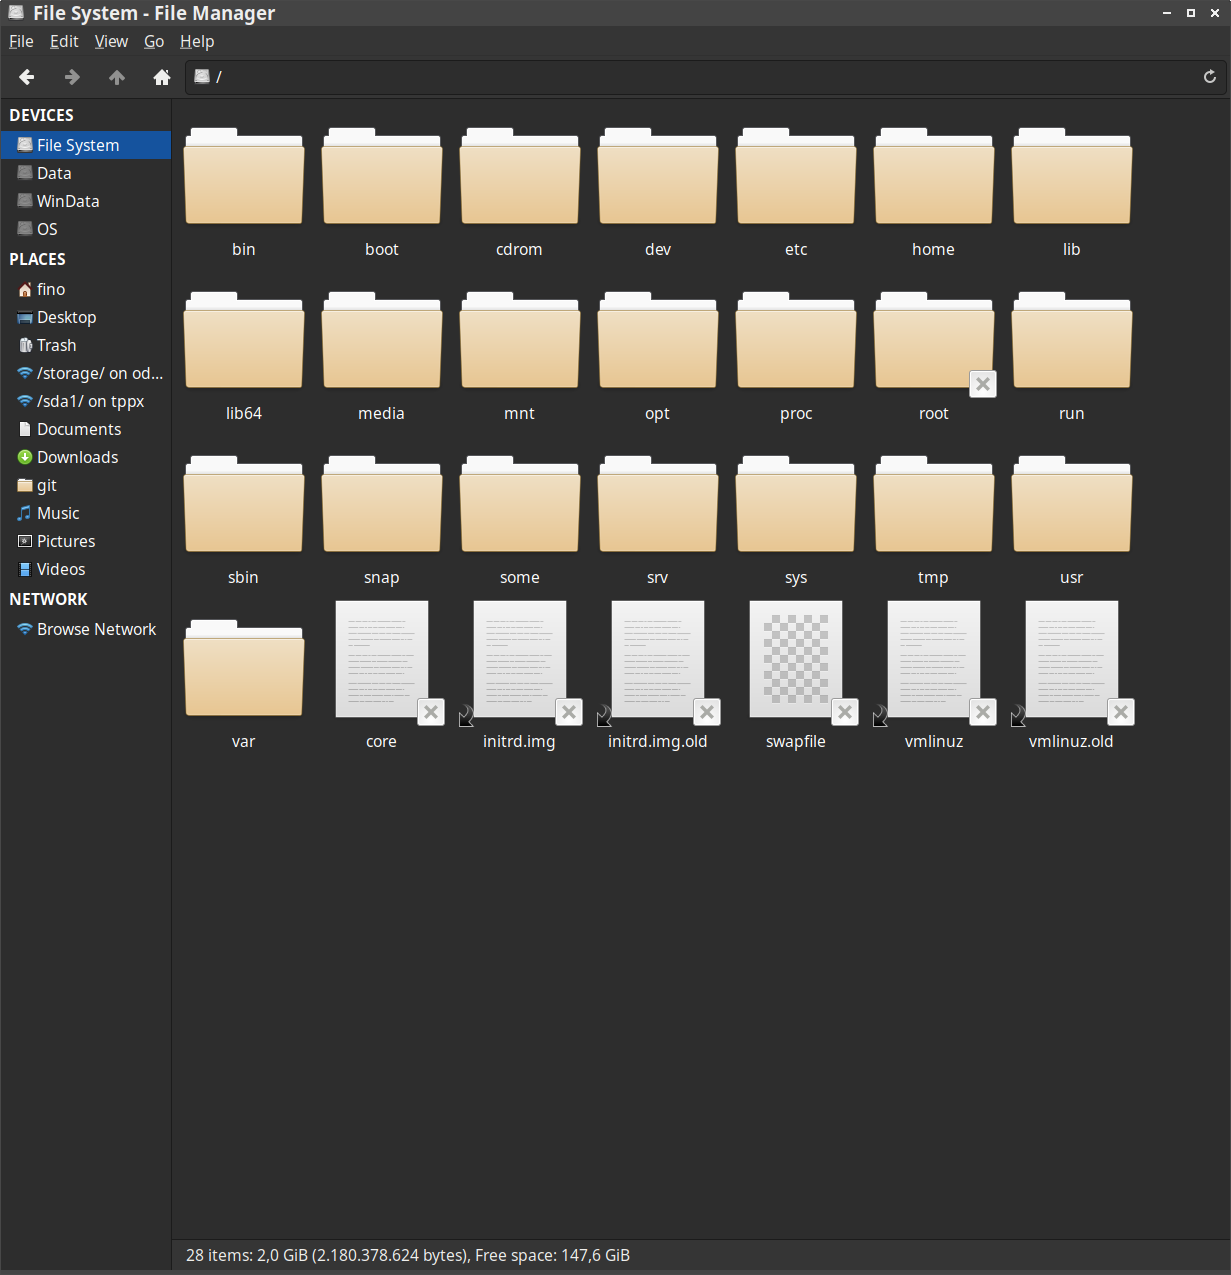 File System - File Manager
File Edit View Go Help
/
DEVICES
File System
Data
WinData
OS
PLACES
fino
Desktop
Trash
/storage/ on od...
/sda1/ on tppx
Documents
Downloads
git
Music
Pictures
Videos
NETWORK
Browse Network
bin boot cdrom dev etc home lib
lib64 media mnt opt proc root run
sbin snap some srv sys tmp usr
var core initrd.img initrd.img.old swapfile vmlinuz vmlinuz.old
28 items: 2,0 GiB (2.180.378.624 bytes), Free space: 147,6 GiB